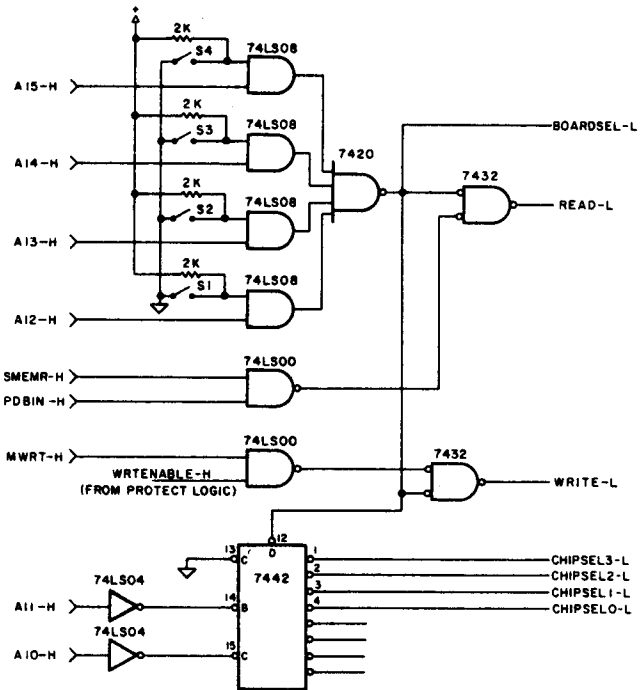 +
2K
S4
74LS08
A15-H
2K
S3
74LS08
BOARDSEL-L
A14-H
7420
7432
2K
S2
74LS08
READ-L
A13-H
2K
S1
74LS08
A12-H
SMEMR-H
74LS00
PDBIN-H
MWRT-H
74LS00
7432
WRTENABLE-H
(FROM PROTECT LOGIC)
WRITE-L
12
D
13
C
1
CHIPSEL3-L
7442
2
CHIPSEL2-L
74LS04
3
CHIPSEL1-L
A11-H
14
B
4
CHIPSEL0-L
74LS04
A10-H
15
C